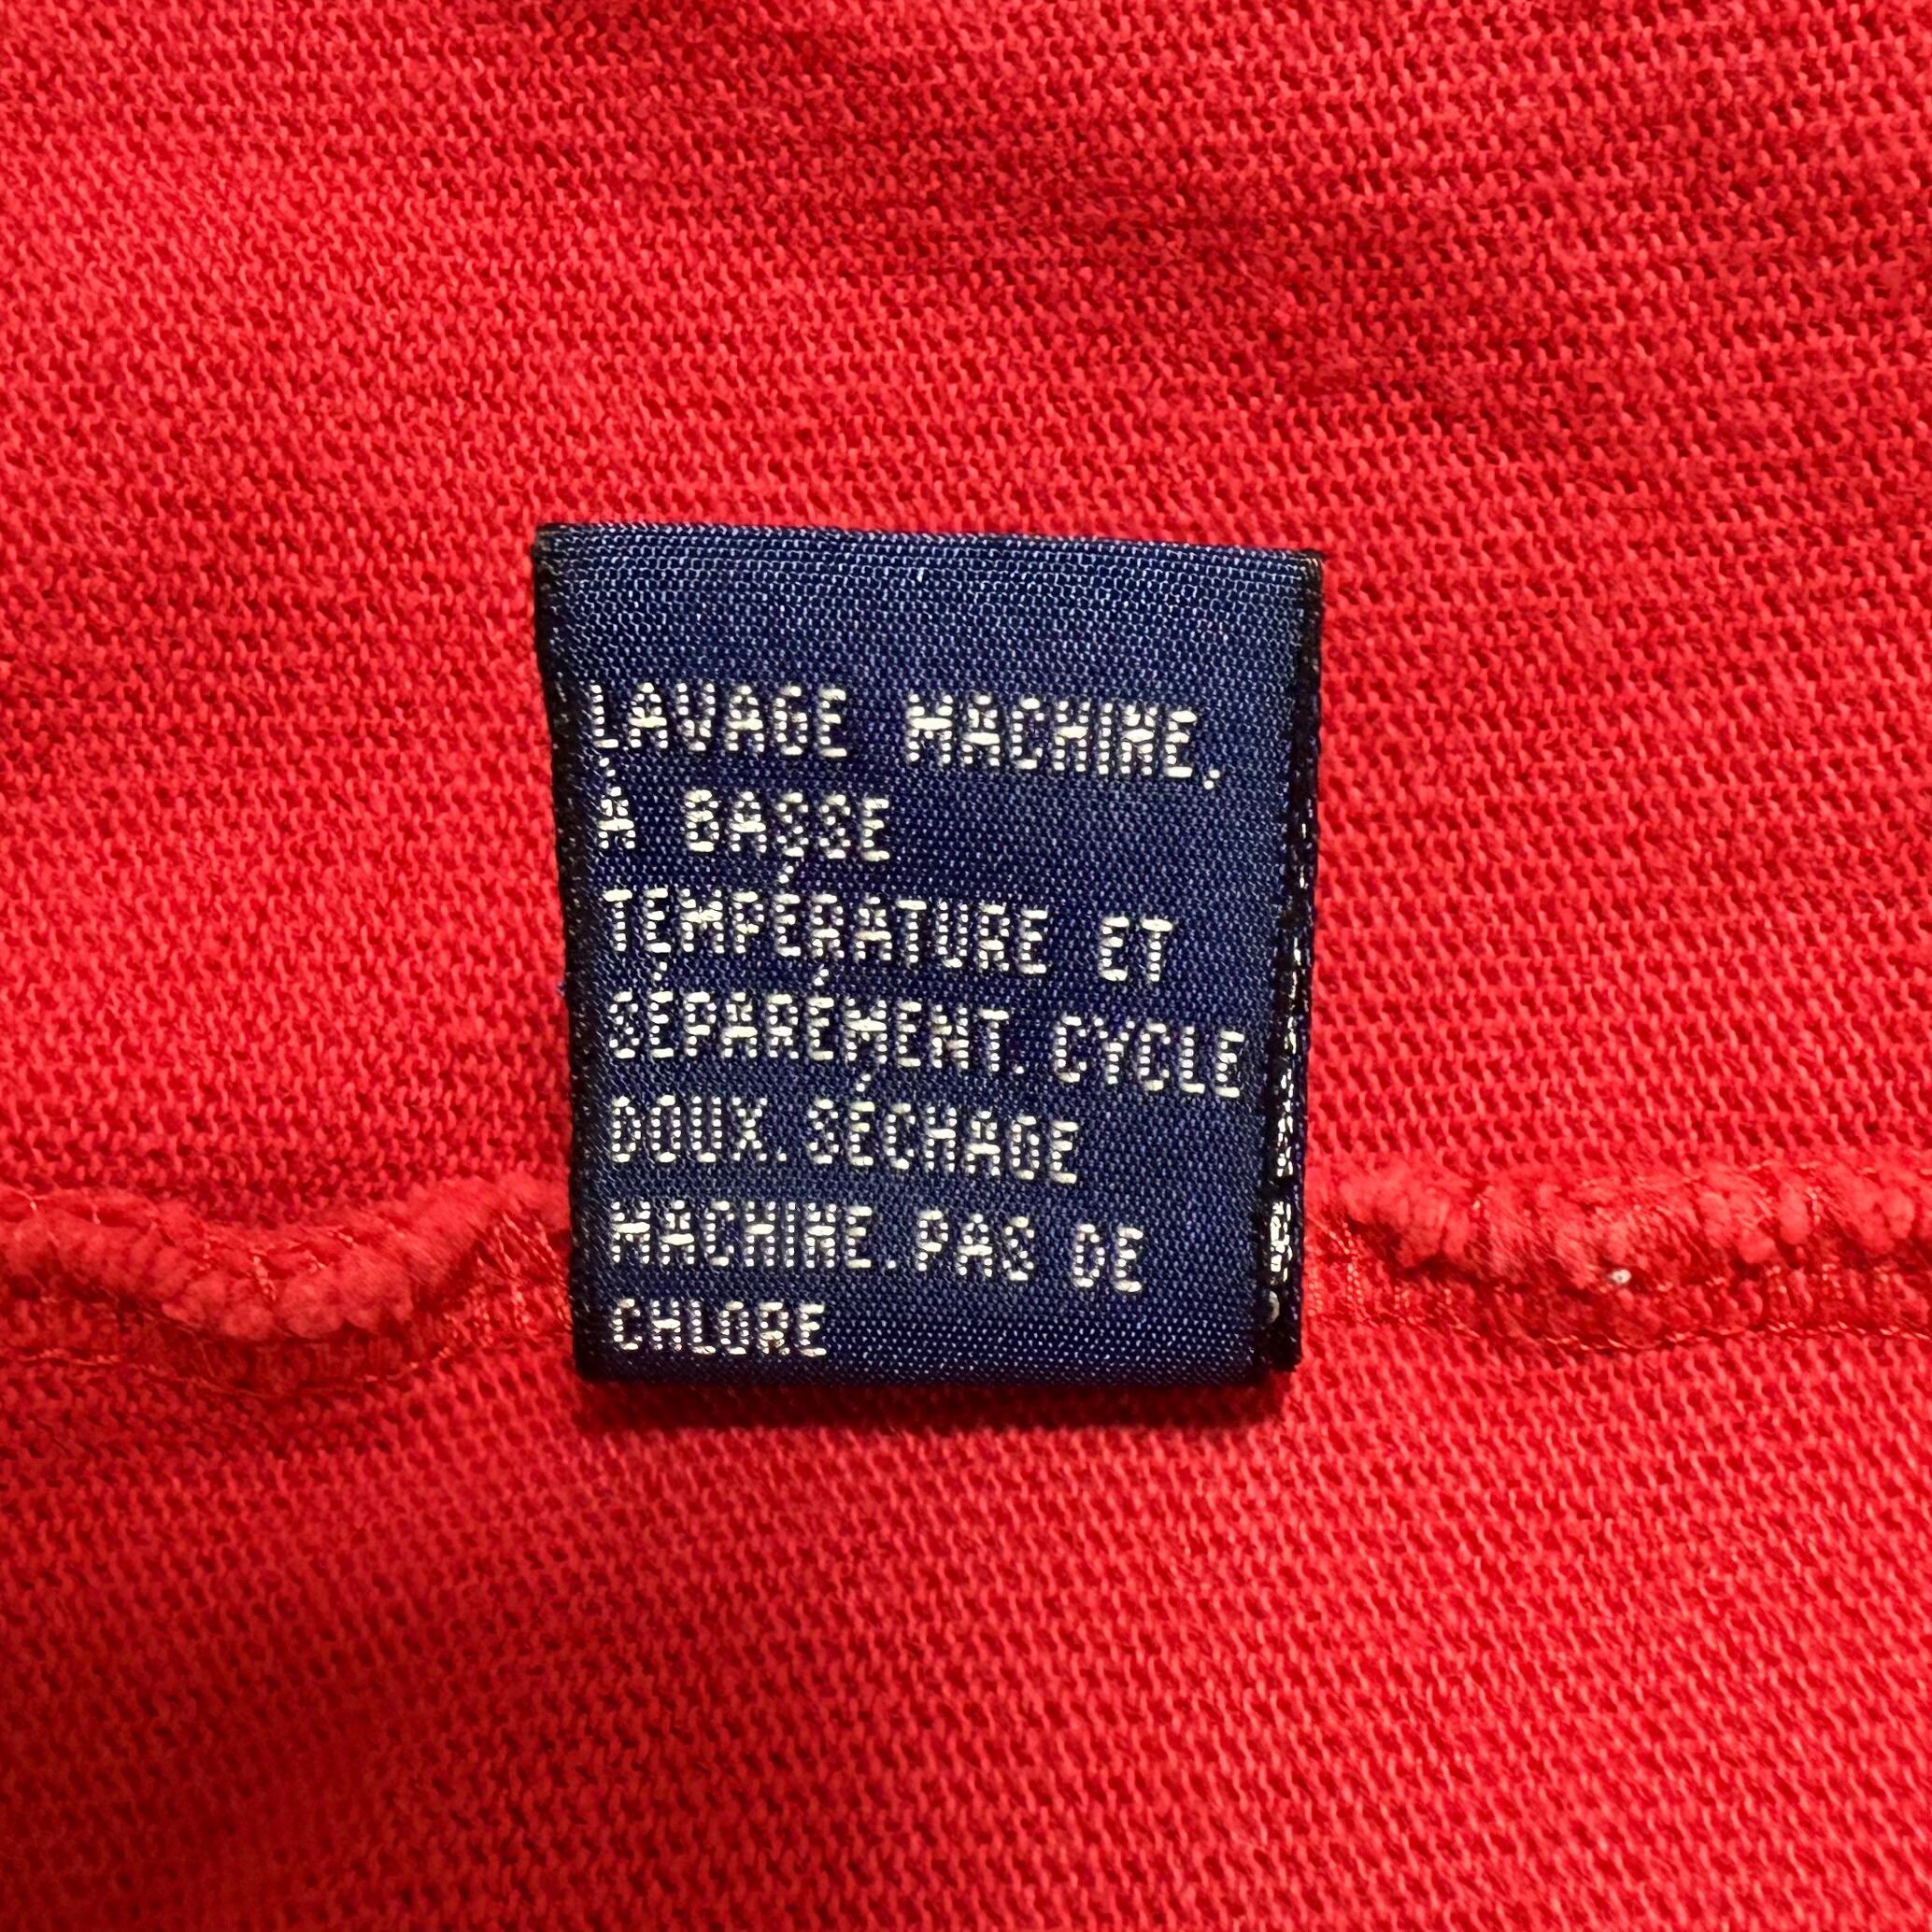 LAVAGE MACHINE,
À BASSE
TEMPÉRATURE ET
SÉPARÉMENT. CYCLE
DOUX. SÉCHAGE
MACHINE. PAS DE
CHLORE